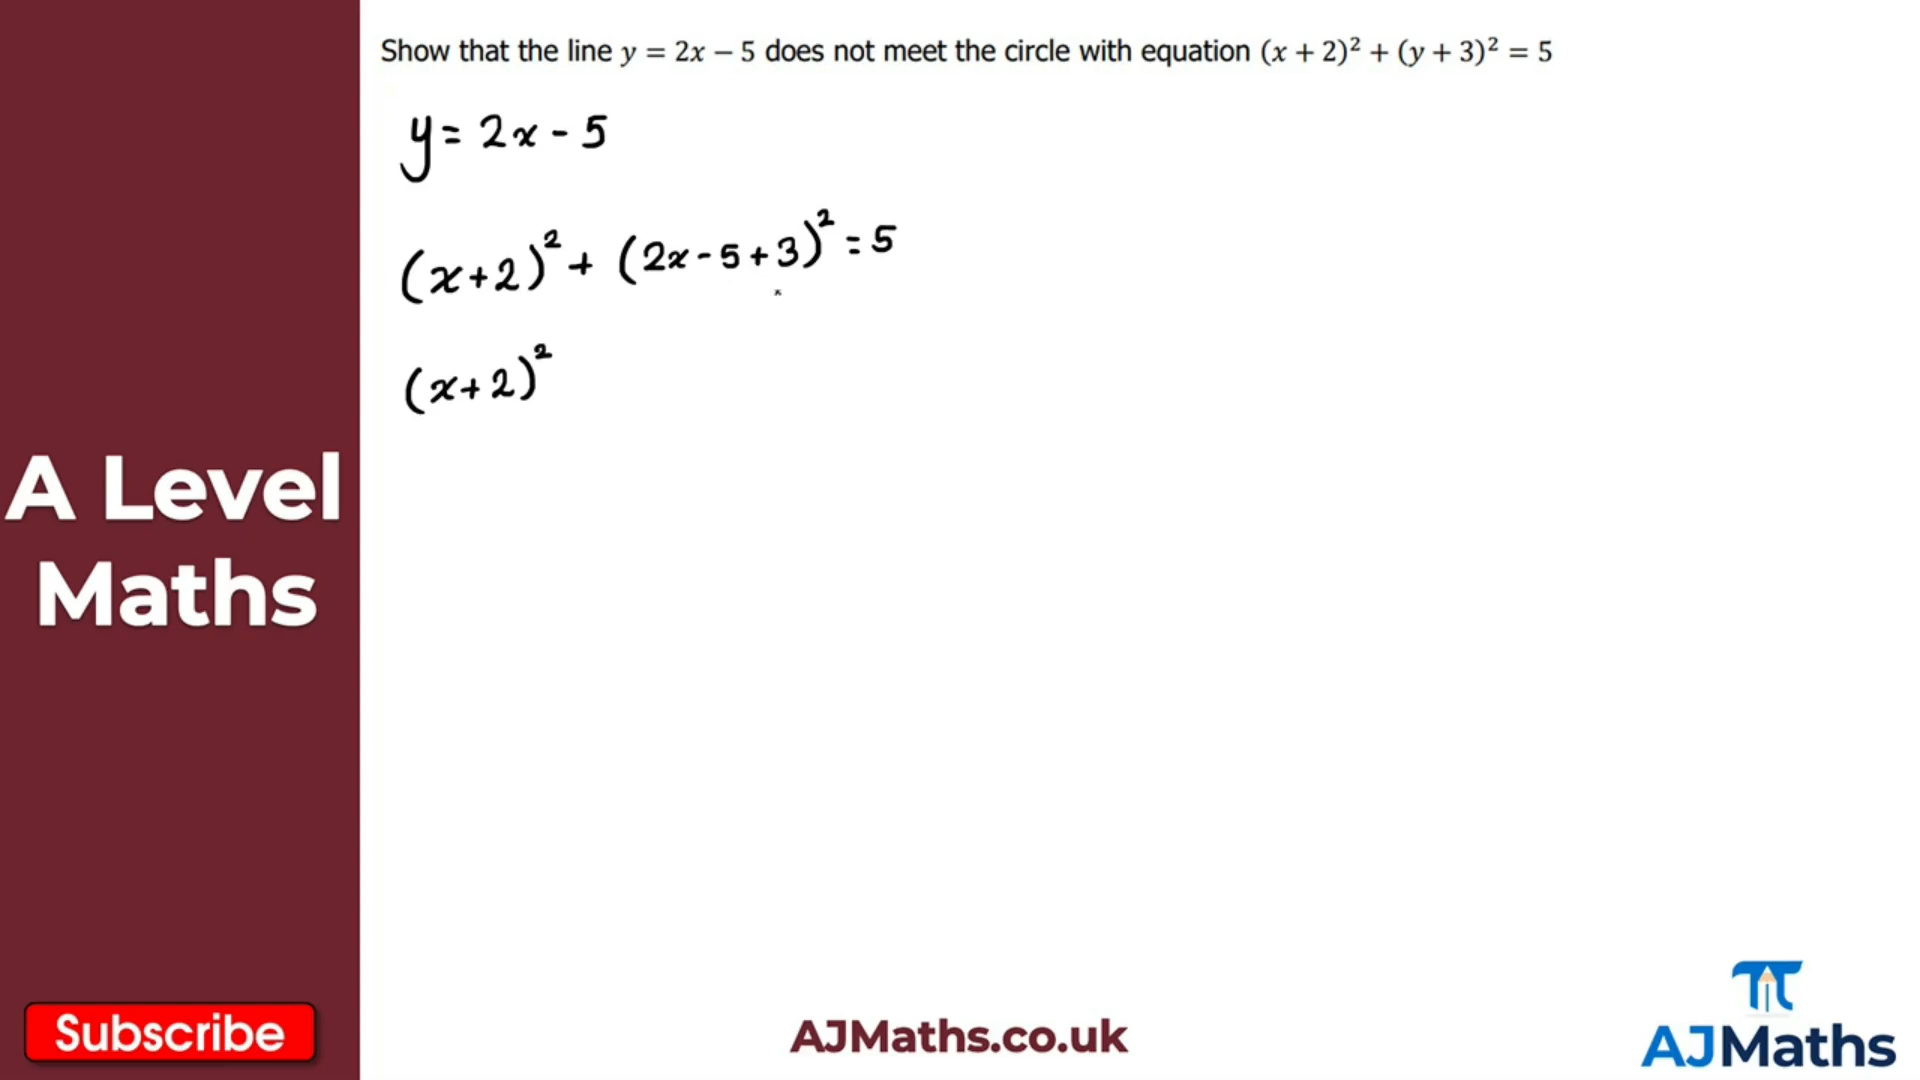 Show that the line y = 2x − 5 does not meet the circle with equation (x + 2)² + (y + 3)² = 5
y = 2x - 5
(x+2)² + (2x - 5 + 3)² = 5
(x+2)²
A Level
Maths
Subscribe
AJMaths.co.uk
AJMaths